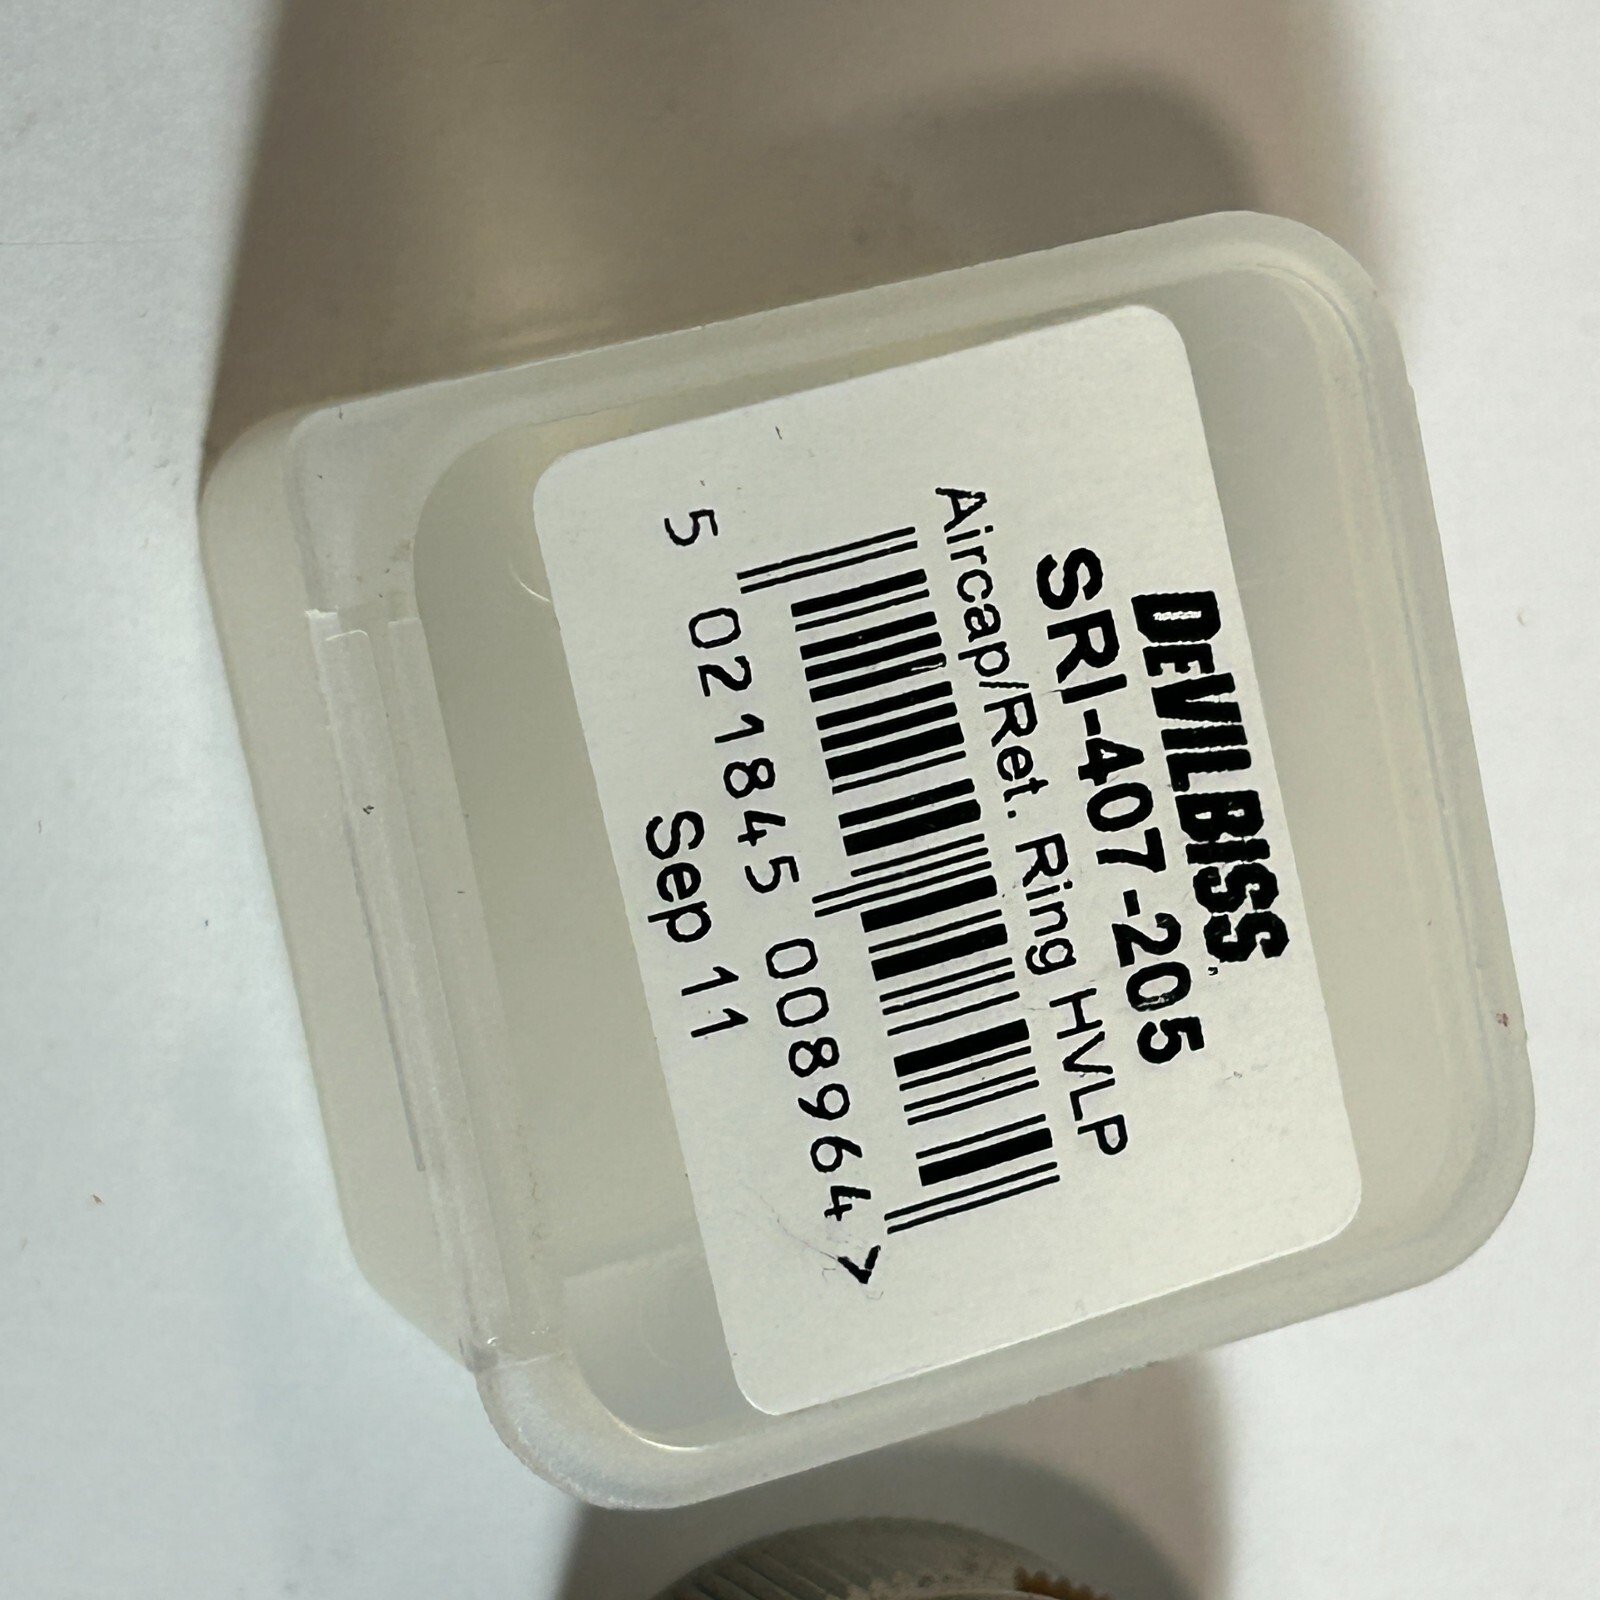 DEVILBISS
SRI-407-205
Aircap/Ret. Ring HVLP
5 021845 008964 >
Sep 11